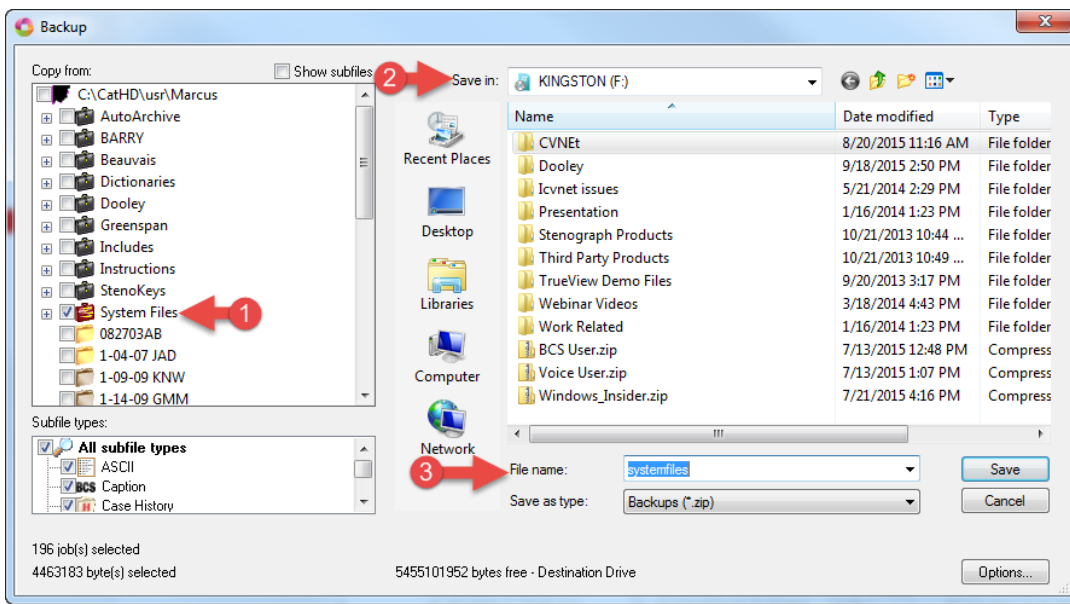 Backup
Copy from:
Show subfiles
C:\CatHD\usr\Marcus
AutoArchive
BARRY
Beauvais
Dictionaries
Dooley
Greenspan
Includes
Instructions
StenoKeys
System Files
1
082703AB
1-04-07 JAD
1-09-09 KNW
1-14-09 GMM
Subfile types:
All subfile types
ASCII
BCS Caption
H Case History
196 job(s) selected
4463183 byte(s) selected
2
Save in:
KINGSTON (F:)
Recent Places
Desktop
Libraries
Computer
Network
Name Date modified Type
CVNEt 8/20/2015 11:16 AM File folder
Dooley 9/18/2015 2:50 PM File folder
Icvnet issues 5/21/2014 2:29 PM File folder
Presentation 1/16/2014 1:23 PM File folder
Stenograph Products 10/21/2013 10:44 ... File folder
Third Party Products 10/21/2013 10:49 ... File folder
TrueView Demo Files 9/20/2013 3:17 PM File folder
Webinar Videos 3/18/2014 4:43 PM File folder
Work Related 1/16/2014 1:23 PM File folder
BCS User.zip 7/13/2015 12:48 PM Compress
Voice User.zip 7/13/2015 1:07 PM Compress
Windows_Insider.zip 7/21/2015 4:16 PM Compress
3
File name: systemfiles Save
Save as type: Backups (*.zip) Cancel
5455101952 bytes free - Destination Drive
Options...